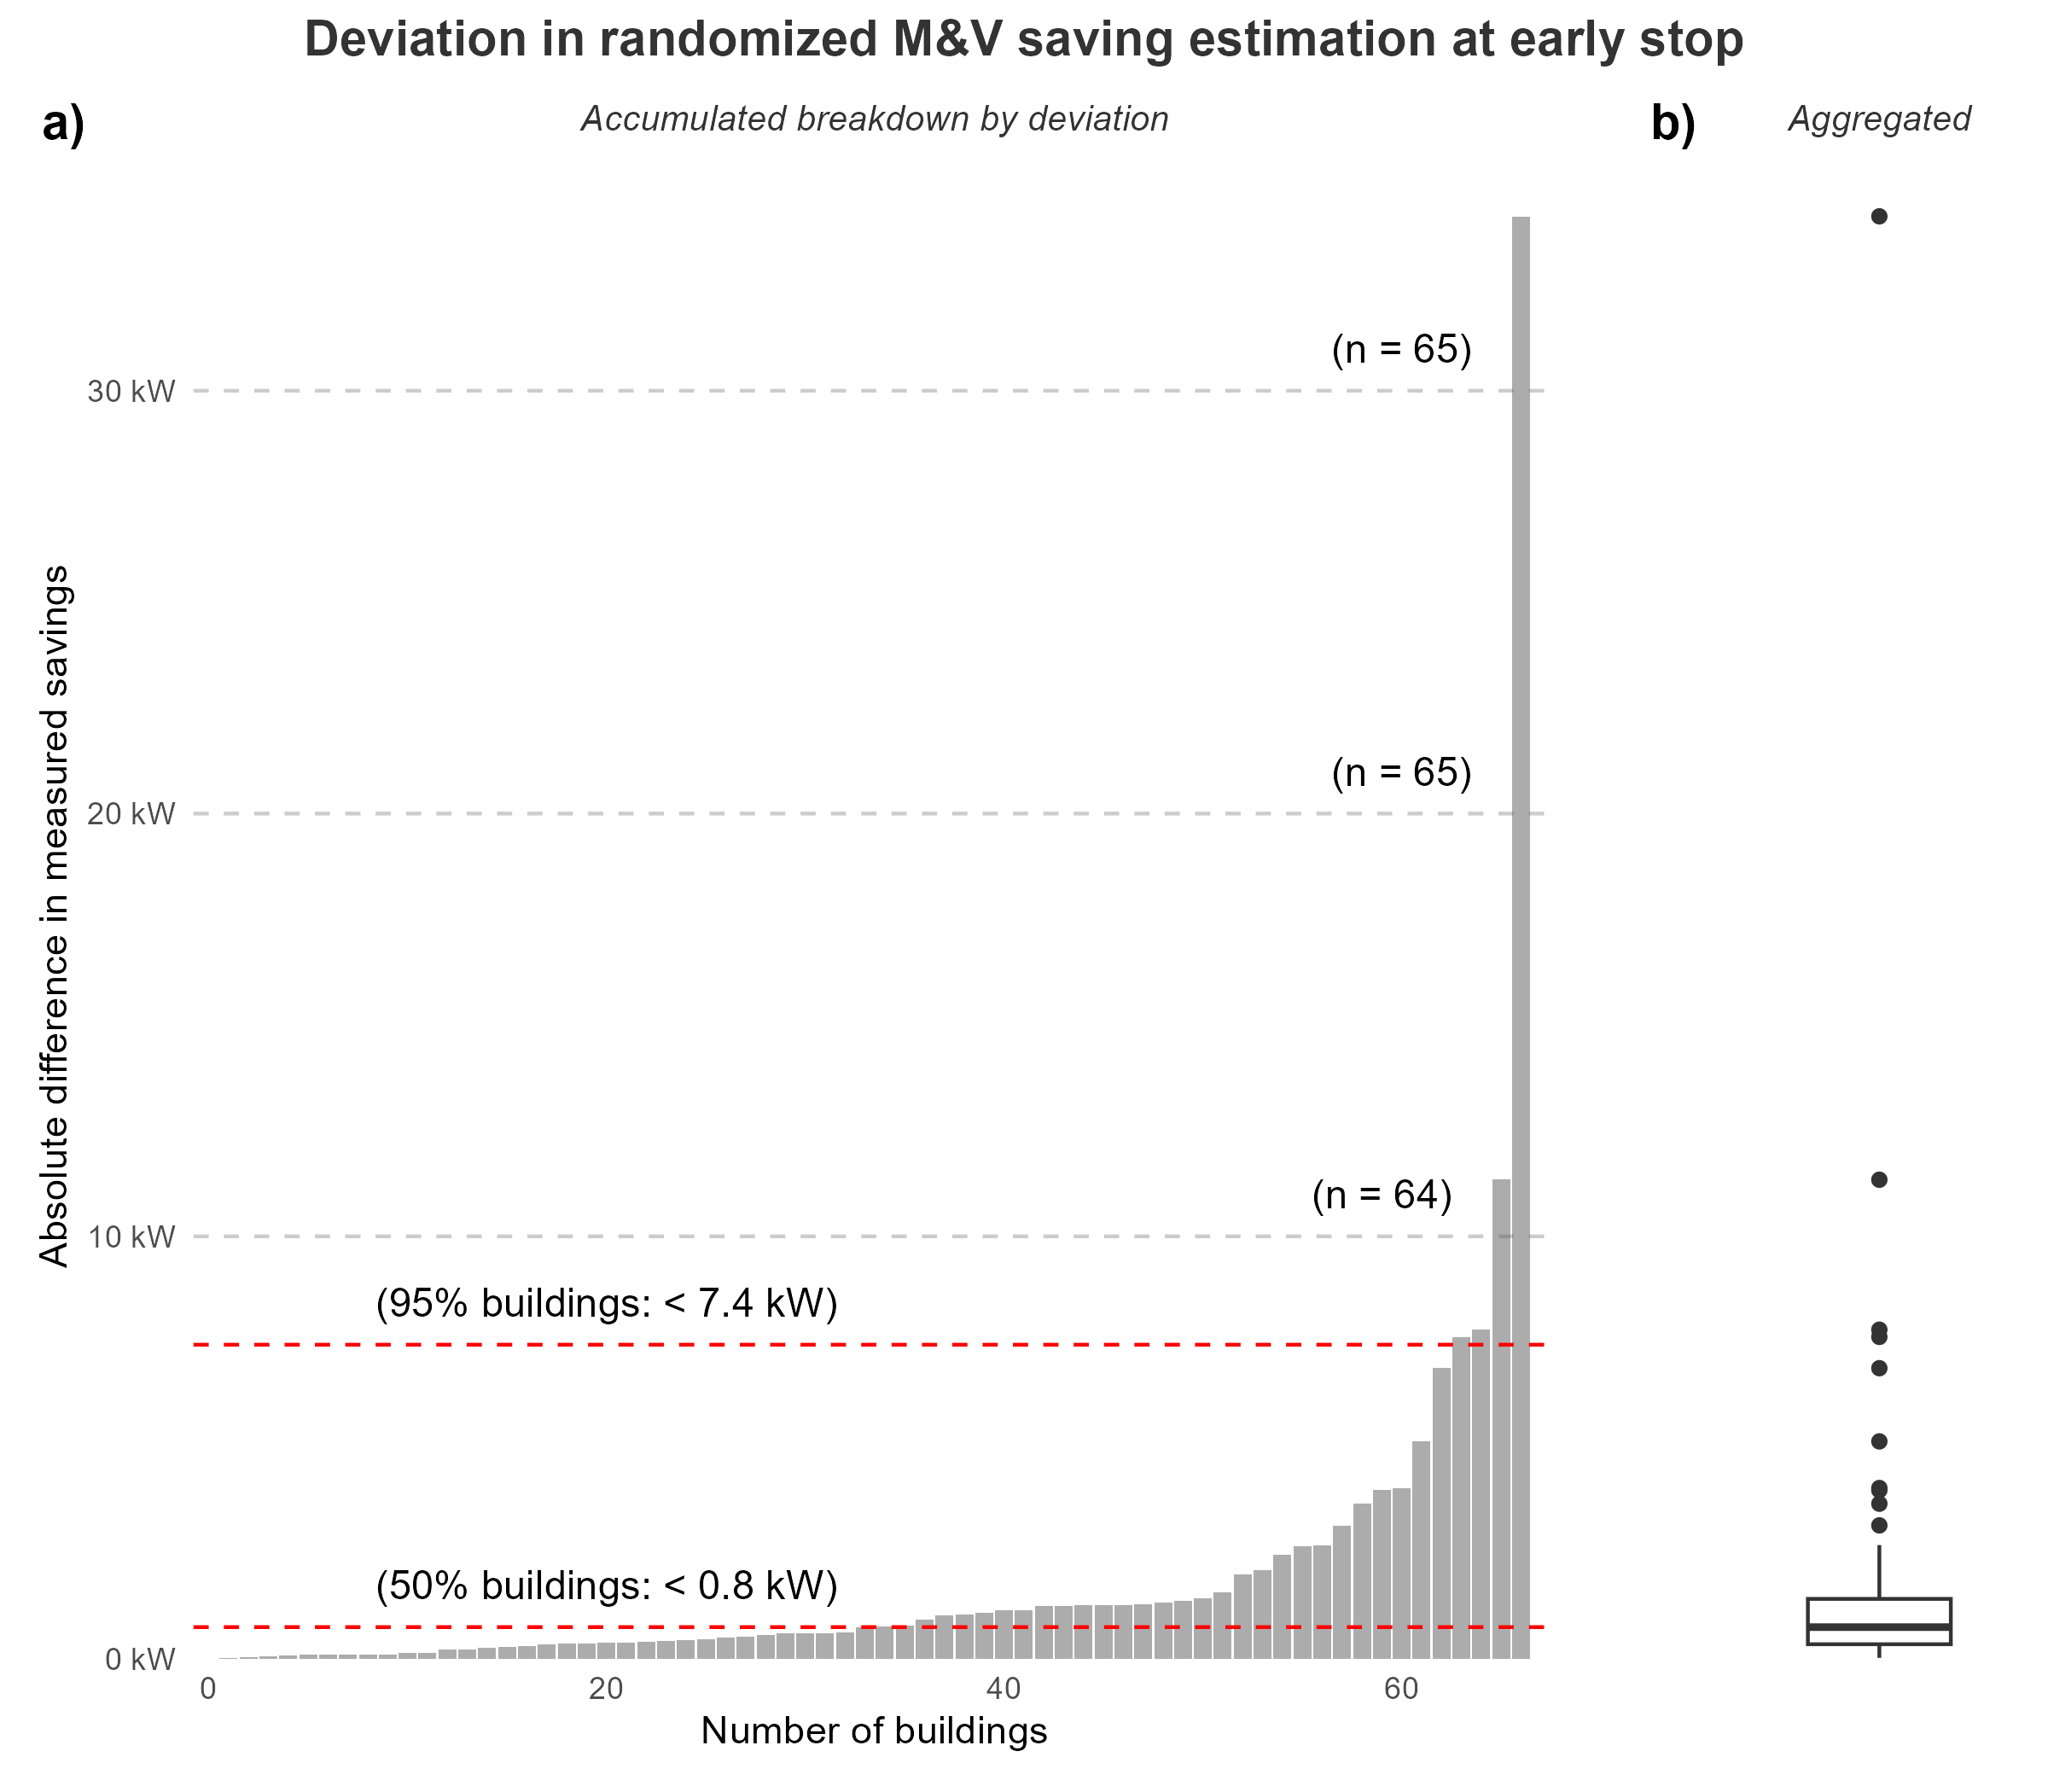 Deviation in randomized M&V saving estimation at early stop
a)
Accumulated breakdown by deviation
b)
Aggregated
Absolute difference in measured savings
30 kW
20 kW
10 kW
0 kW
(n = 65)
(n = 65)
(n = 64)
(95% buildings: < 7.4 kW)
(50% buildings: < 0.8 kW)
0
20
40
60
Number of buildings